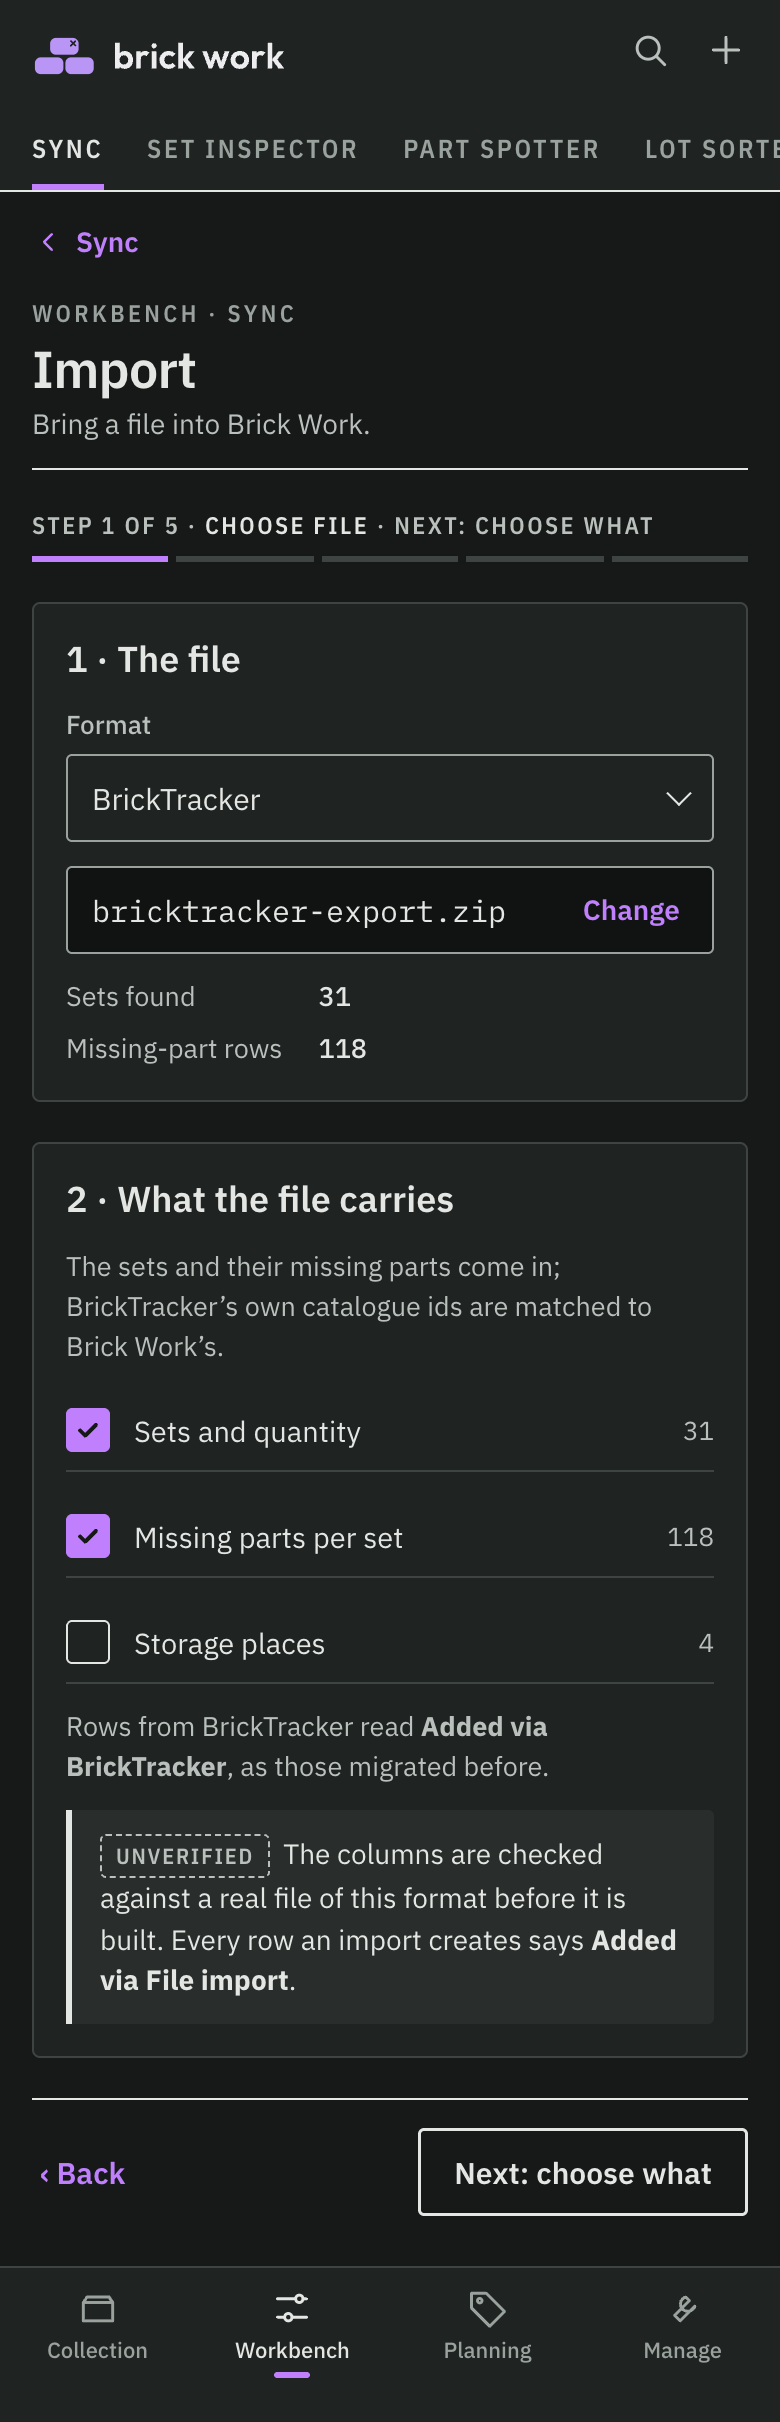 brick work
SYNC SET INSPECTOR PART SPOTTER LOT SORTE
Sync
WORKBENCH · SYNC
Import
Bring a file into Brick Work.
STEP 1 OF 5 · CHOOSE FILE · NEXT: CHOOSE WHAT
1 · The file
Format
BrickTracker
bricktracker-export.zip Change
Sets found 31
Missing-part rows 118
2 · What the file carries
The sets and their missing parts come in;
BrickTracker’s own catalogue ids are matched to
Brick Work’s.
Sets and quantity 31
Missing parts per set 118
Storage places 4
Rows from BrickTracker read Added via
BrickTracker, as those migrated before.
UNVERIFIED The columns are checked
against a real file of this format before it is
built. Every row an import creates says Added
via File import.
‹ Back Next: choose what
Collection Workbench Planning Manage